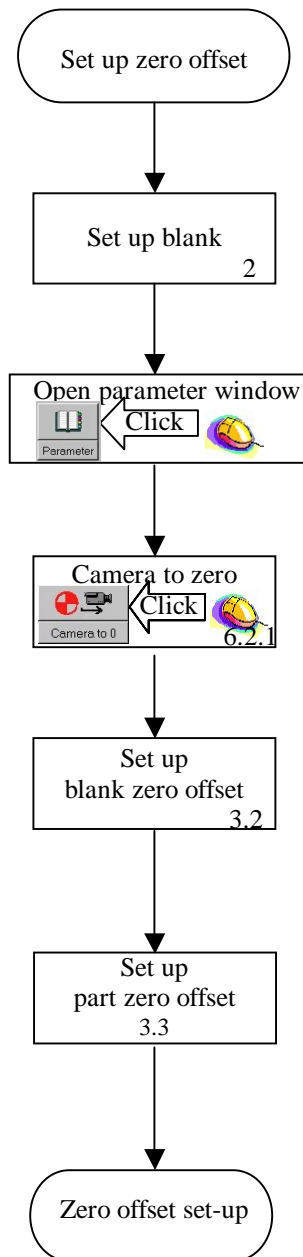 Set up zero offset
Set up blank
2
Open parameter window
Click
Parameter
Camera to zero
Click
Camera to 0
6.2.1
Set up
blank zero offset
3.2
Set up
part zero offset
3.3
Zero offset set-up